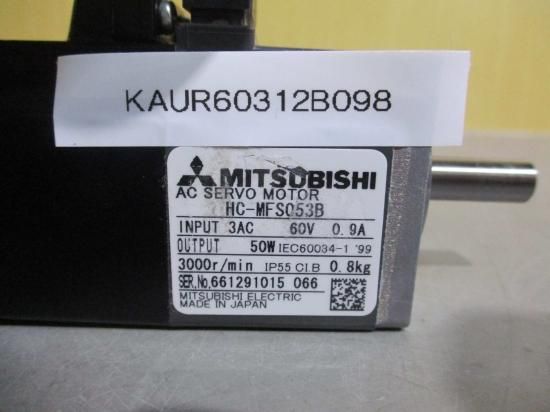 KAUR60312B098
MITSUBISHI
AC SERVO MOTOR
HC-MFS053B
INPUT 3AC 60V 0.9A
OUTPUT 50W IEC60034-1 '99
3000r/min IP55 Cl.B 0.8kg
SER.No.661291015 066
MITSUBISHI ELECTRIC
MADE IN JAPAN